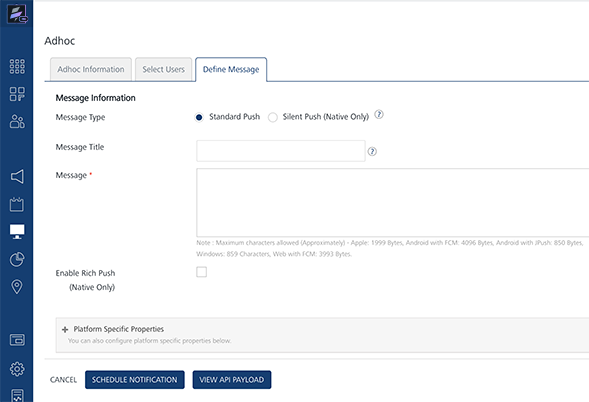 Adhoc
Adhoc Information Select Users Define Message
Message Information
Message Type Standard Push Silent Push (Native Only) ?
Message Title ?
Message *
Note : Maximum characters allowed (Approximately) - Apple: 1999 Bytes, Android with FCM: 4096 Bytes, Android with JPush: 850 Bytes,
Windows: 859 Characters, Web with FCM: 3993 Bytes.
Enable Rich Push
(Native Only)
+ Platform Specific Properties
You can also configure platform specific properties below.
CANCEL SCHEDULE NOTIFICATION VIEW API PAYLOAD